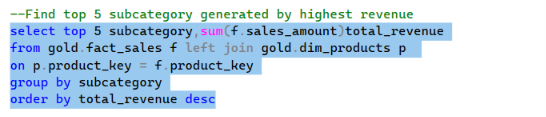 --Find top 5 subcategory generated by highest revenue
select top 5 subcategory,sum(f.sales_amount)total_revenue
from gold.fact_sales f left join gold.dim_products p
on p.product_key = f.product_key
group by subcategory
order by total_revenue desc